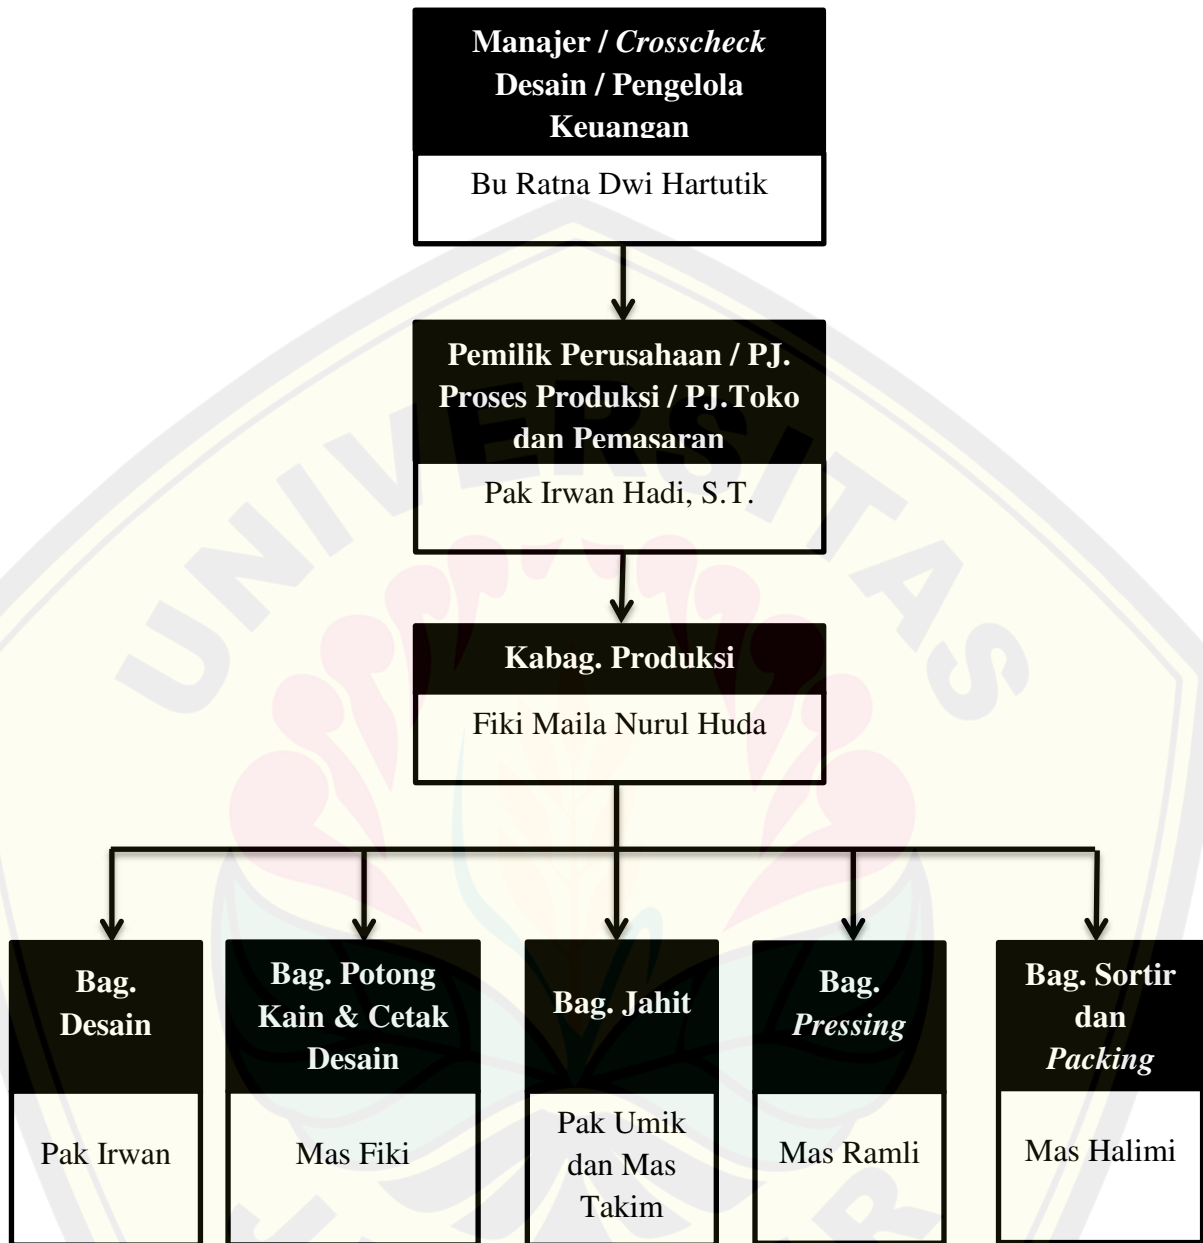 Manajer / Crosscheck
Desain / Pengelola
Keuangan
Bu Ratna Dwi Hartutik
Pemilik Perusahaan / PJ.
Proses Produksi / PJ.Toko
dan Pemasaran
Pak Irwan Hadi, S.T.
Kabag. Produksi
Fiki Maila Nurul Huda
Bag.
Desain
Pak Irwan
Bag. Potong
Kain & Cetak
Desain
Mas Fiki
Bag. Jahit
Pak Umik
dan Mas
Takim
Bag.
Pressing
Mas Ramli
Bag. Sortir
dan
Packing
Mas Halimi
UNIVERSITAS